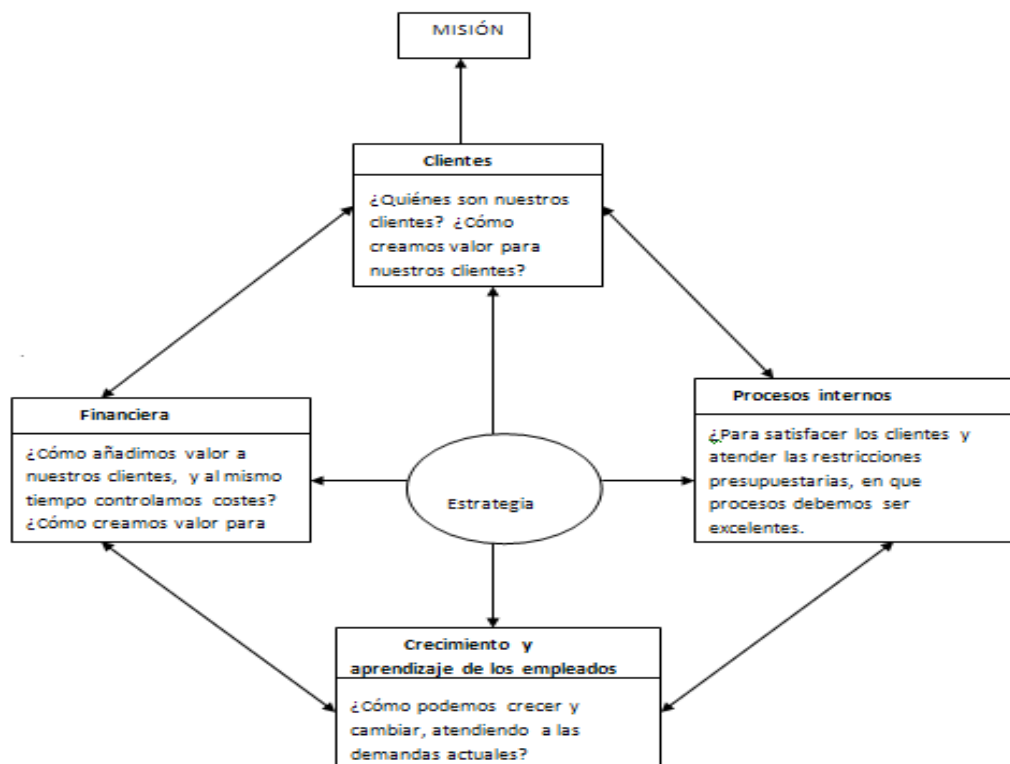 MISIÓN
Clientes
¿Quiénes son nuestros
clientes? ¿Cómo
creamos valor para
nuestros clientes?
Financiera
¿Cómo añadimos valor a
nuestros clientes, y al mismo
tiempo controlamos costes?
¿Cómo creamos valor para
Estrategia
Procesos internos
¿Para satisfacer los clientes y
atender las restricciones
presupuestarias, en que
procesos debemos ser
excelentes.
Crecimiento y
aprendizaje de los empleados
¿Cómo podemos crecer y
cambiar, atendiendo a las
demandas actuales?